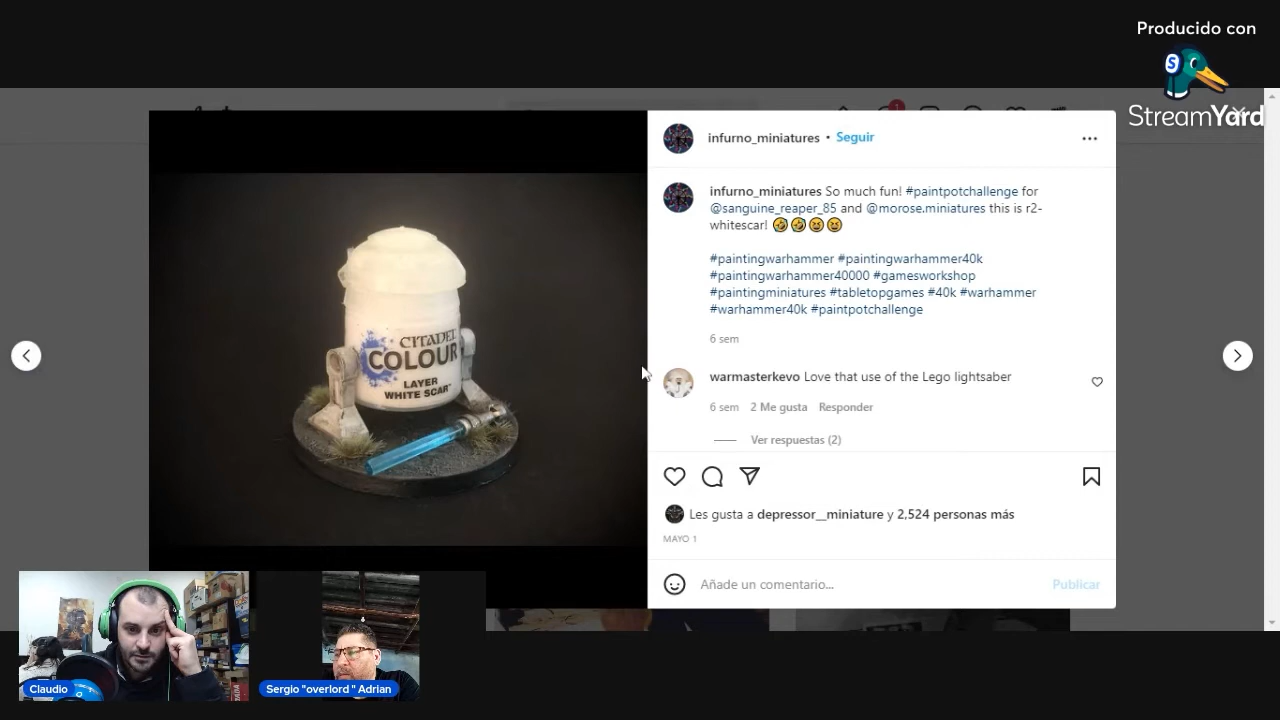 Producido con
StreamYard
infurno_miniatures • Seguir
infurno_miniatures So much fun! #paintpotchallenge for
@sanguine_reaper_85 and @morose.miniatures this is r2-
whitescar! 🤣🤣😆😆
#paintingwarhammer #paintingwarhammer40k
#paintingwarhammer40000 #gamesworkshop
#paintingminiatures #tabletopgames #40k #warhammer
#warhammer40k #paintpotchallenge
6 sem
warmasterkevo Love that use of the Lego lightsaber
6 sem 2 Me gusta Responder
Ver respuestas (2)
Les gusta a depressor__miniature y 2,524 personas más
MAYO 1
Añade un comentario... Publicar
CITADEL
COLOUR
LAYER
WHITE SCAR™
Claudio
Sergio "overlord " Adrian